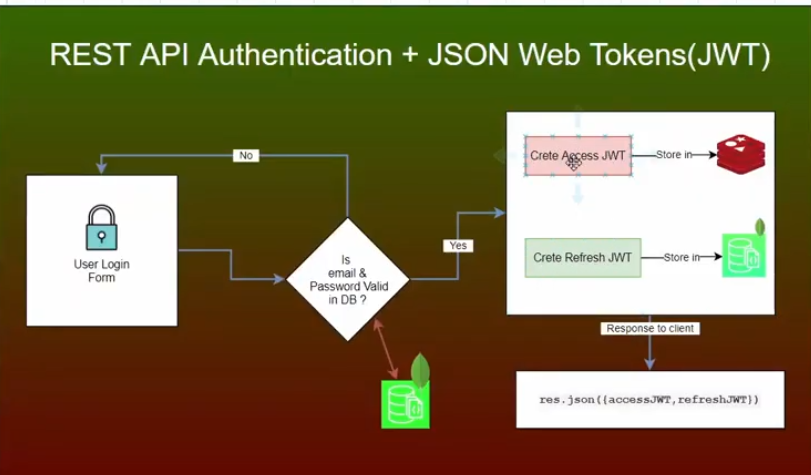 REST API Authentication + JSON Web Tokens(JWT)
No
User Login
Form
Is
email &
Password Valid
in DB ?
Yes
Crete Access JWT
Store in
Crete Refresh JWT
Store in
Response to client
res.json({accessJWT,refreshJWT})